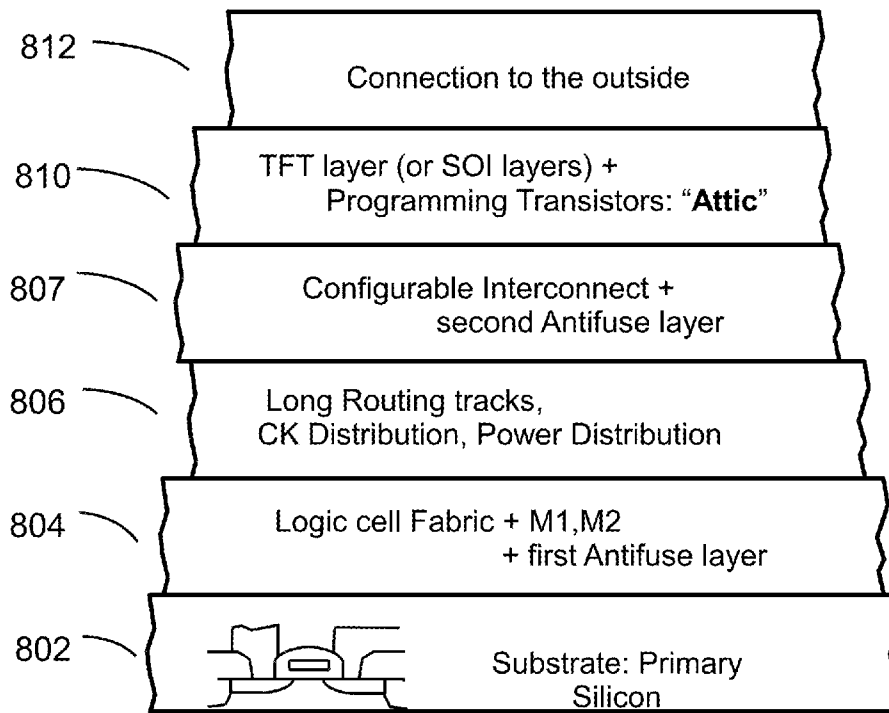 812
Connection to the outside
810
TFT layer (or SOI layers) +
Programming Transistors: “Attic“
807
Configurable Interconnect +
second Antifuse layer
806
Long Routing tracks,
CK Distribution, Power Distribution
804
Logic cell Fabric + M1,M2
+ first Antifuse layer
802
Substrate: Primary
Silicon